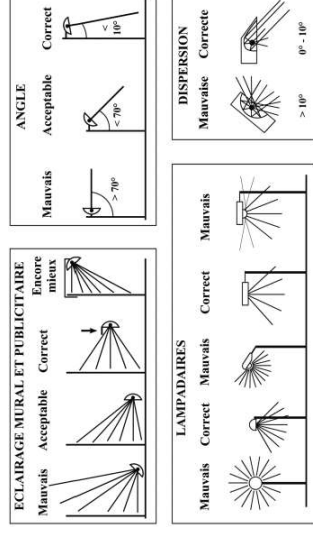 ECLAIRAGE MURAL ET PUBLICITAIRE
Mauvais Acceptable Correct Encore mieux
ANGLE
Mauvais Acceptable Correct
> 70° < 70° < 10°
LAMPADAIRES
Mauvais Correct Mauvais Correct Mauvais
DISPERSION
Mauvaise Correcte
> 10° 0° - 10°